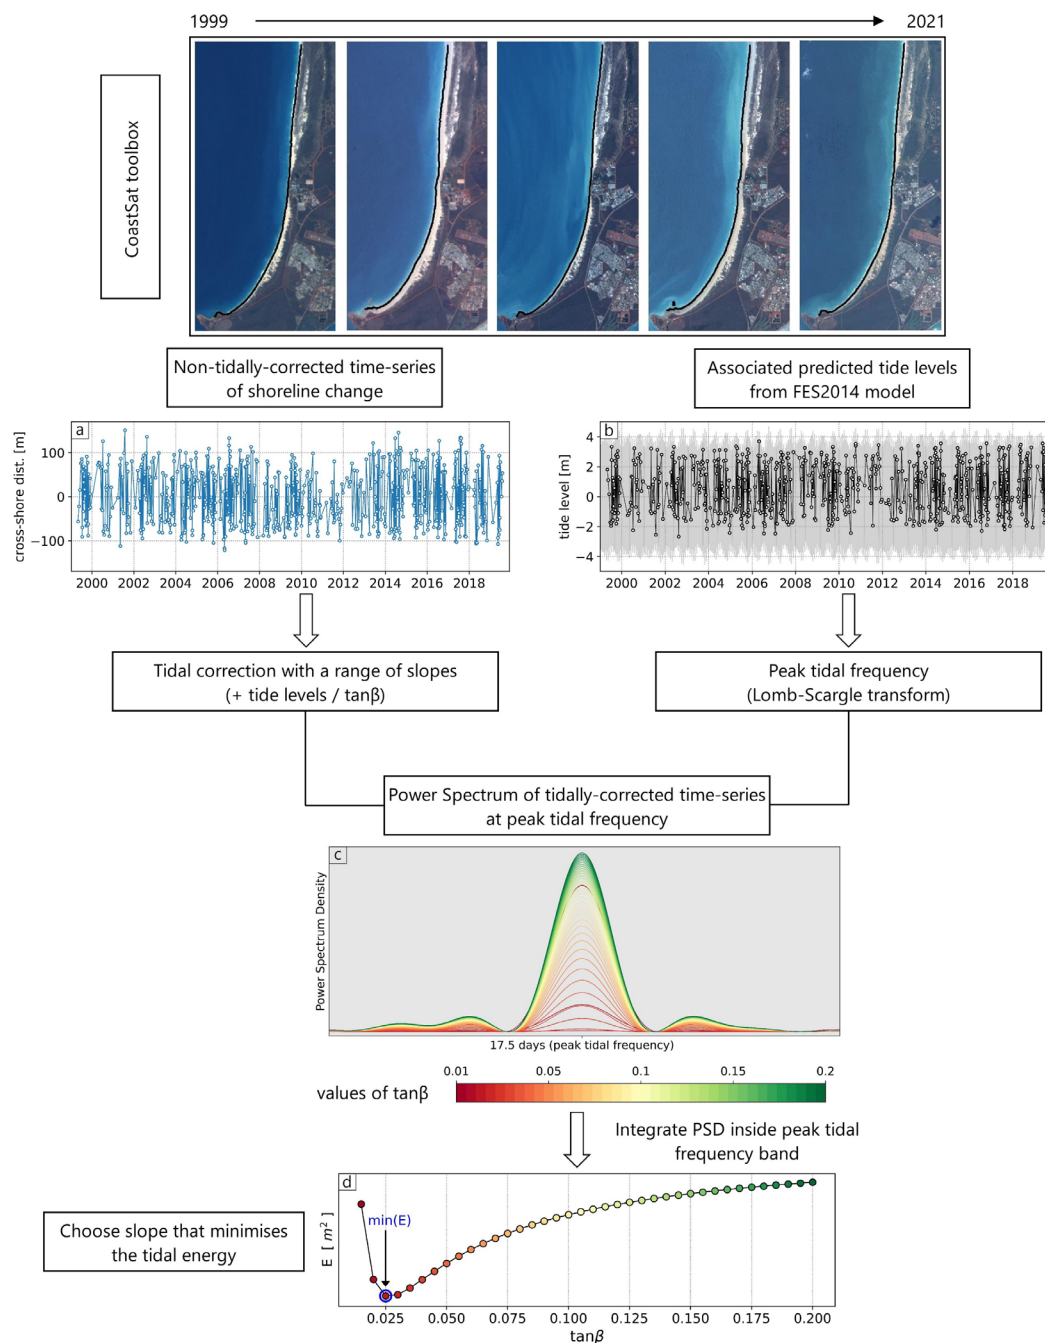 1999
2021
CoastSat toolbox
Non-tidally-corrected time-series
of shoreline change
Associated predicted tide levels
from FES2014 model
a
cross-shore dist. [m]
100
0
−100
2000 2002 2004 2006 2008 2010 2012 2014 2016 2018
b
tide level [m]
4
2
0
−2
−4
2000 2002 2004 2006 2008 2010 2012 2014 2016 2018
Tidal correction with a range of slopes
(+ tide levels / tanβ)
Peak tidal frequency
(Lomb-Scargle transform)
Power Spectrum of tidally-corrected time-series
at peak tidal frequency
c
Power Spectrum Density
17.5 days (peak tidal frequency)
values of tanβ
0.01 0.05 0.1 0.15 0.2
Integrate PSD inside peak tidal
frequency band
Choose slope that minimises
the tidal energy
d
E [ m² ]
min(E)
0.025 0.050 0.075 0.100 0.125 0.150 0.175 0.200
tanβ